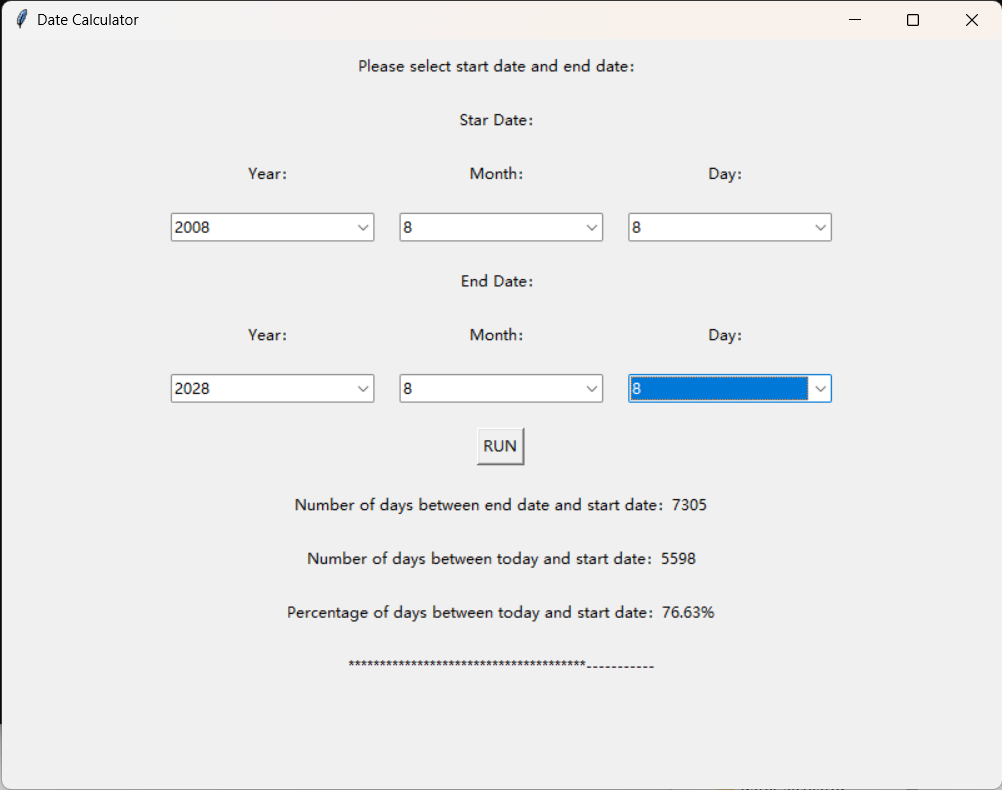 Date Calculator
Please select start date and end date:
Star Date:
Year: Month: Day:
2008 8 8
End Date:
Year: Month: Day:
2028 8 8
RUN
Number of days between end date and start date: 7305
Number of days between today and start date: 5598
Percentage of days between today and start date: 76.63%
**************************************-----------